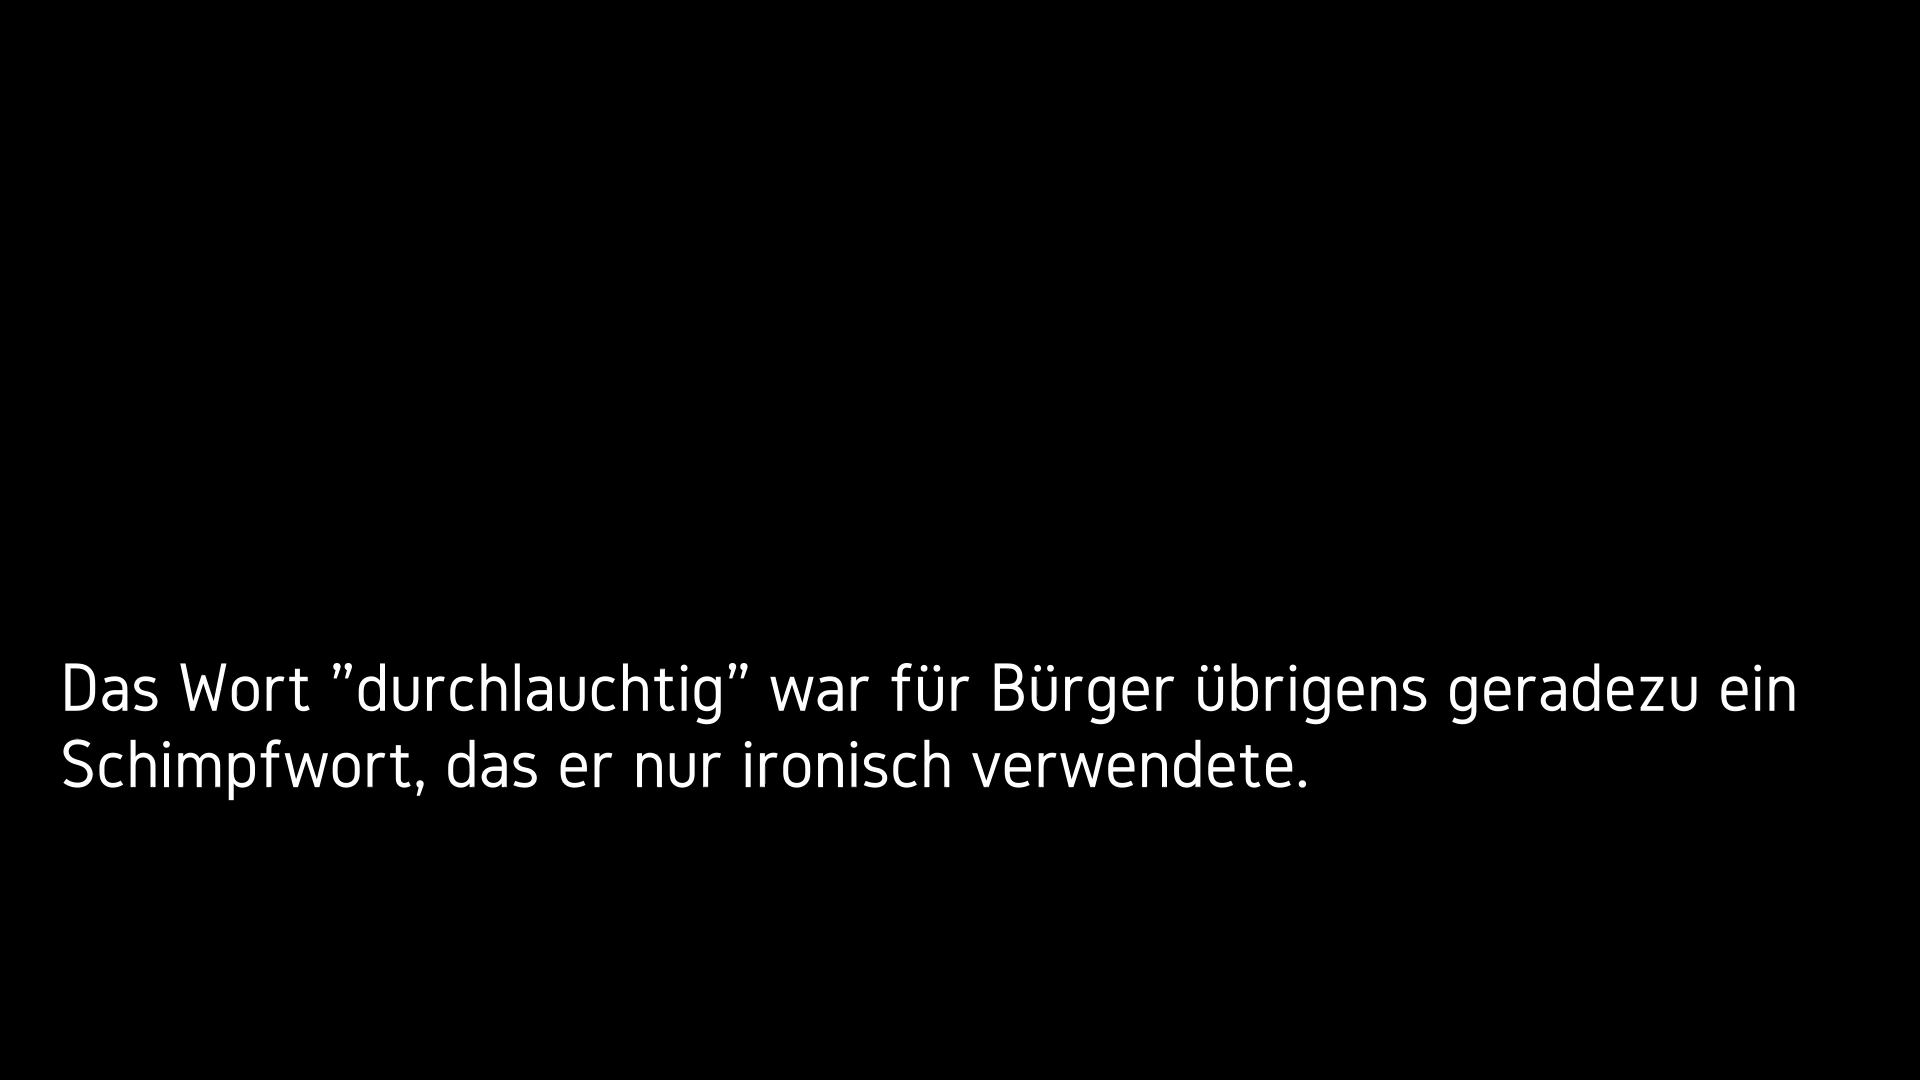 Das Wort ”durchlauchtig” war für Bürger übrigens geradezu ein
Schimpfwort, das er nur ironisch verwendete.